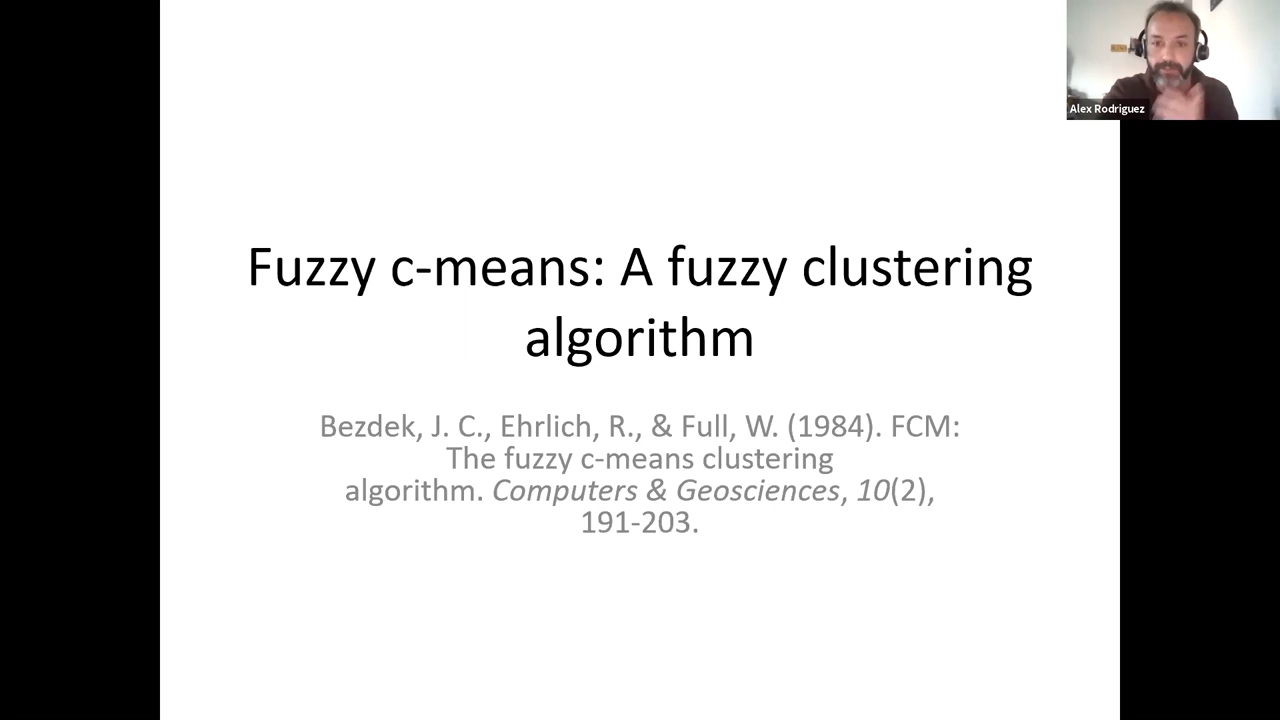 Alex Rodríguez
Fuzzy c-means: A fuzzy clustering
algorithm
Bezdek, J. C., Ehrlich, R., & Full, W. (1984). FCM:
The fuzzy c-means clustering
algorithm. Computers & Geosciences, 10(2),
191-203.